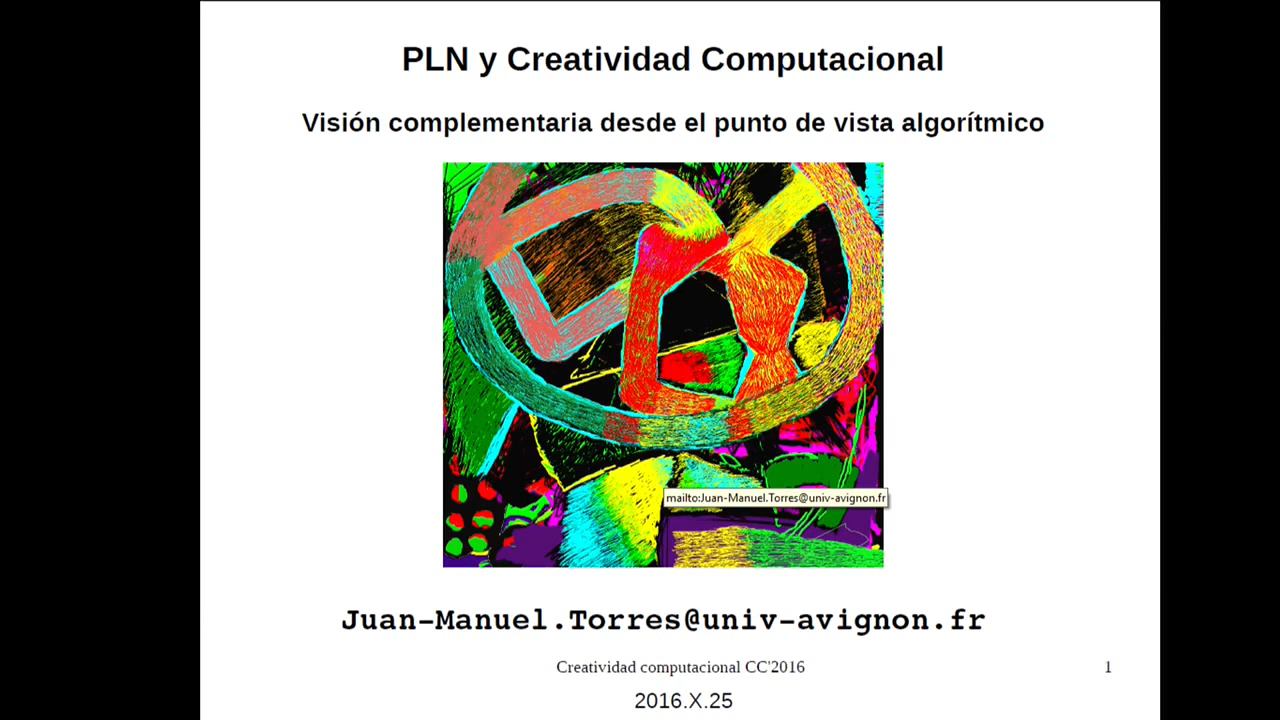 PLN y Creatividad Computacional
Visión complementaria desde el punto de vista algorítmico
mailto:Juan-Manuel.Torres@univ-avignon.fr
Juan-Manuel.Torres@univ-avignon.fr
Creatividad computacional CC'2016
1
2016.X.25